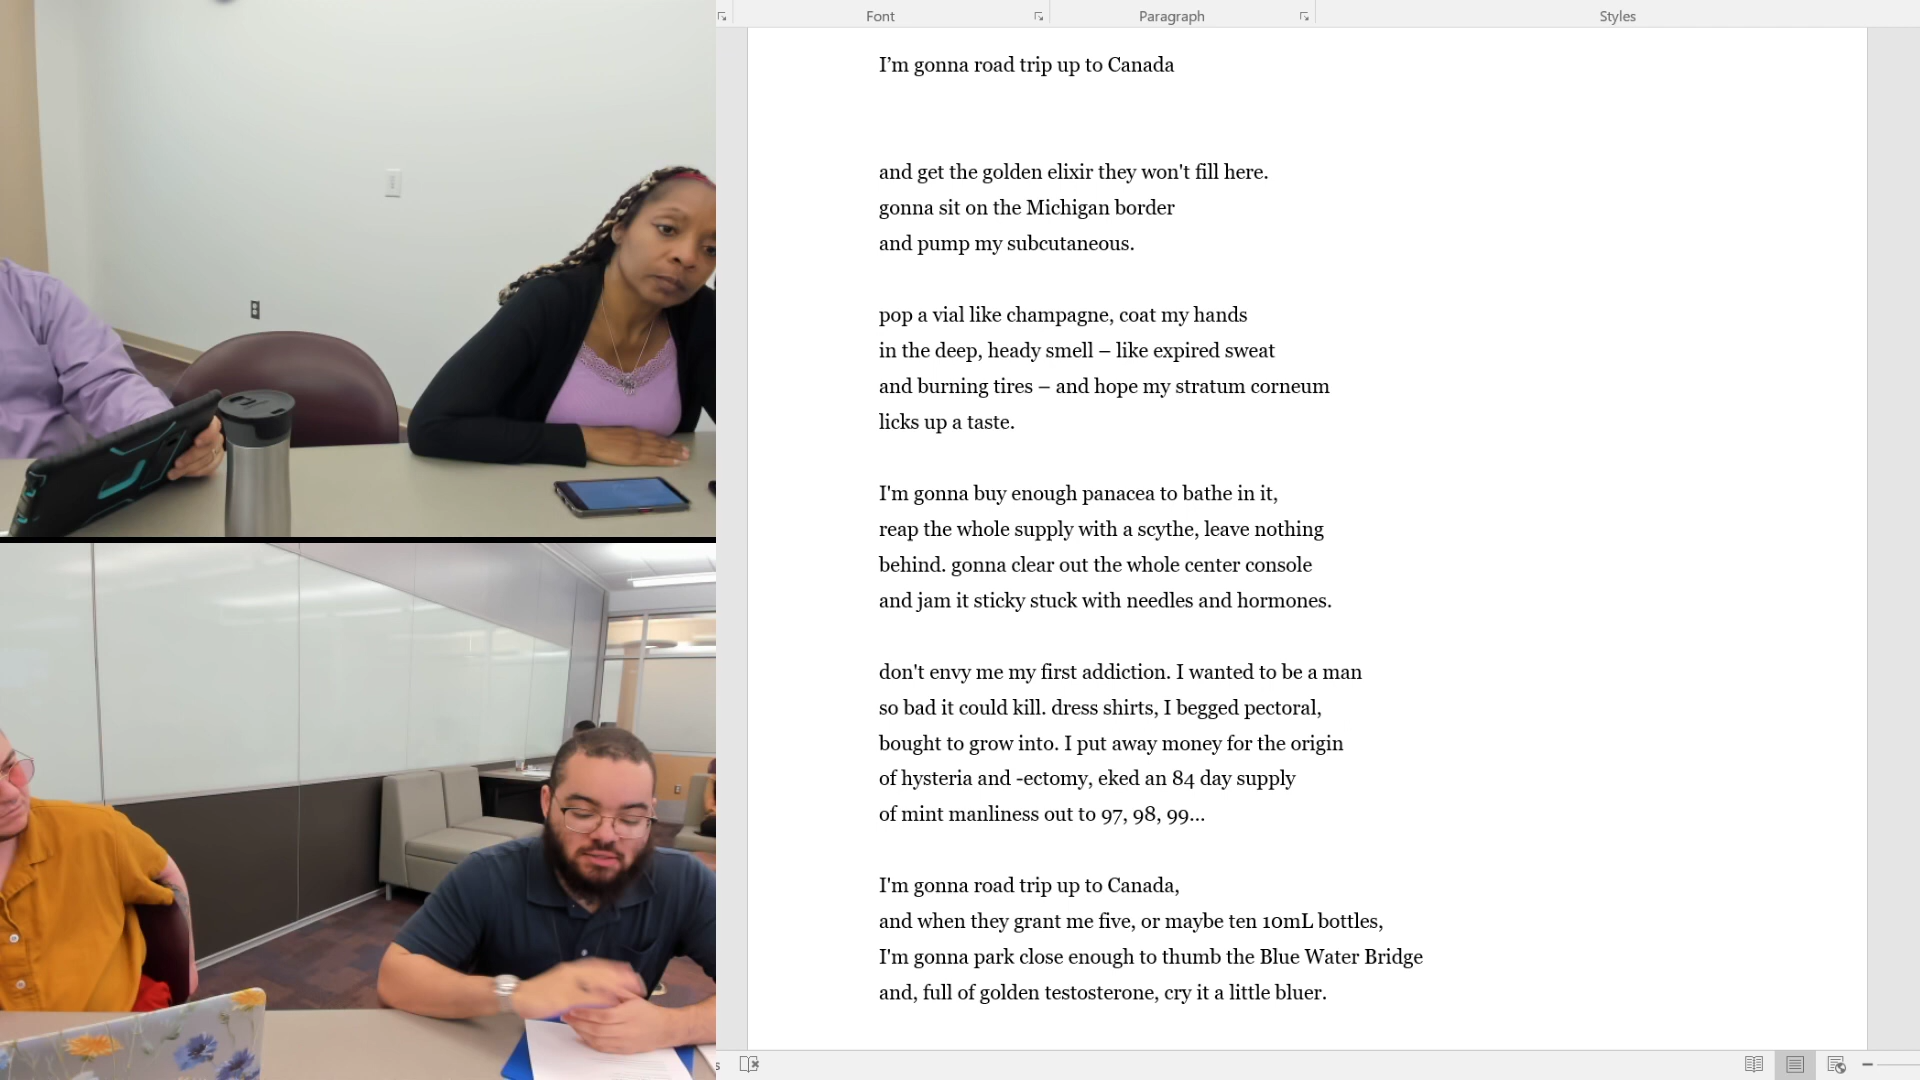 Font Paragraph Styles
I’m gonna road trip up to Canada
and get the golden elixir they won't fill here.
gonna sit on the Michigan border
and pump my subcutaneous.
pop a vial like champagne, coat my hands
in the deep, heady smell – like expired sweat
and burning tires – and hope my stratum corneum
licks up a taste.
I'm gonna buy enough panacea to bathe in it,
reap the whole supply with a scythe, leave nothing
behind. gonna clear out the whole center console
and jam it sticky stuck with needles and hormones.
don't envy me my first addiction. I wanted to be a man
so bad it could kill. dress shirts, I begged pectoral,
bought to grow into. I put away money for the origin
of hysteria and -ectomy, eked an 84 day supply
of mint manliness out to 97, 98, 99...
I'm gonna road trip up to Canada,
and when they grant me five, or maybe ten 10mL bottles,
I'm gonna park close enough to thumb the Blue Water Bridge
and, full of golden testosterone, cry it a little bluer.